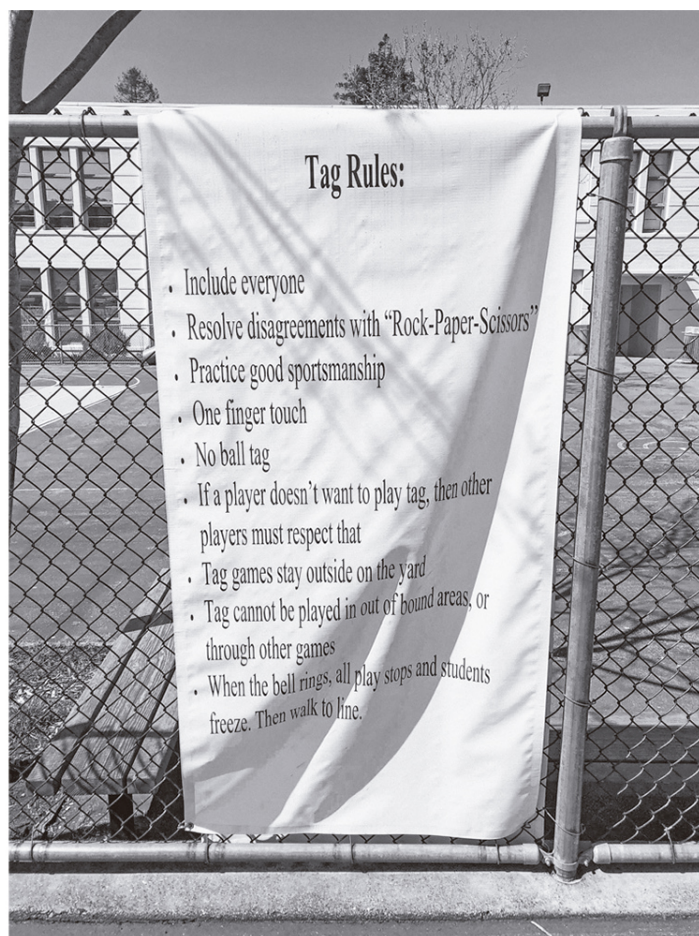 Tag Rules:
• Include everyone
• Resolve disagreements with “Rock-Paper-Scissors”
• Practice good sportsmanship
• One finger touch
• No ball tag
• If a player doesn’t want to play tag, then other
players must respect that
• Tag games stay outside on the yard
• Tag cannot be played in out of bound areas, or
through other games
• When the bell rings, all play stops and students
freeze. Then walk to line.